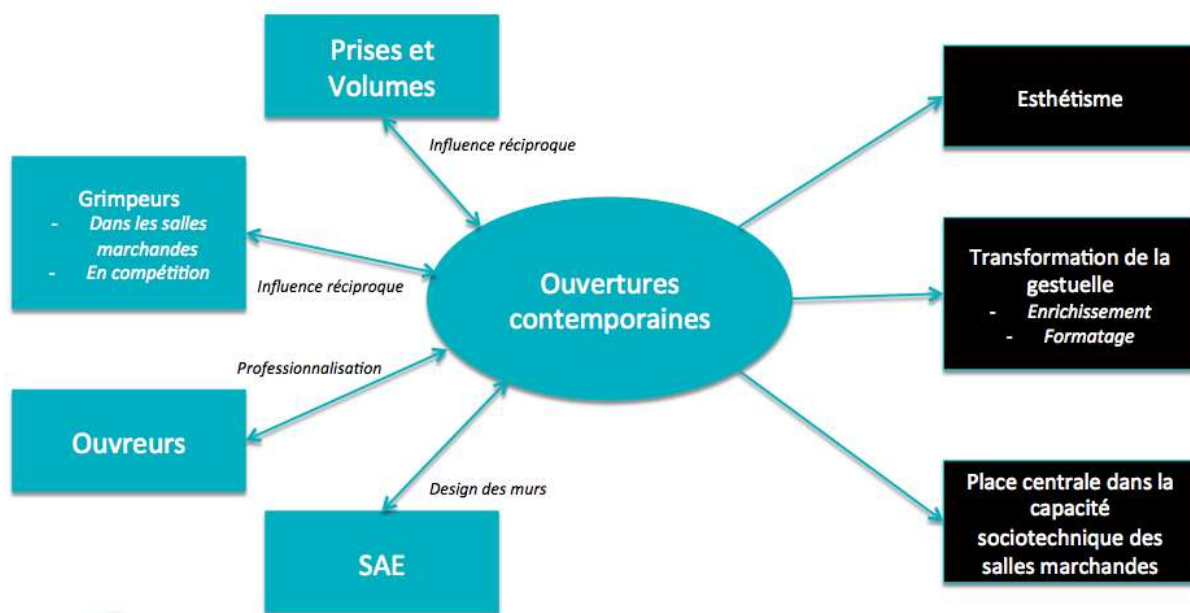 Prises et
Volumes
Influence réciproque
Grimpeurs
- Dans les salles
marchandes
- En compétition
Influence réciproque
Professionnalisation
Ouvreurs
Design des murs
SAE
Ouvertures
contemporaines
Esthétisme
Transformation de la
gestuelle
- Enrichissement
- Formatage
Place centrale dans la
capacité
sociotechnique des
salles marchandes